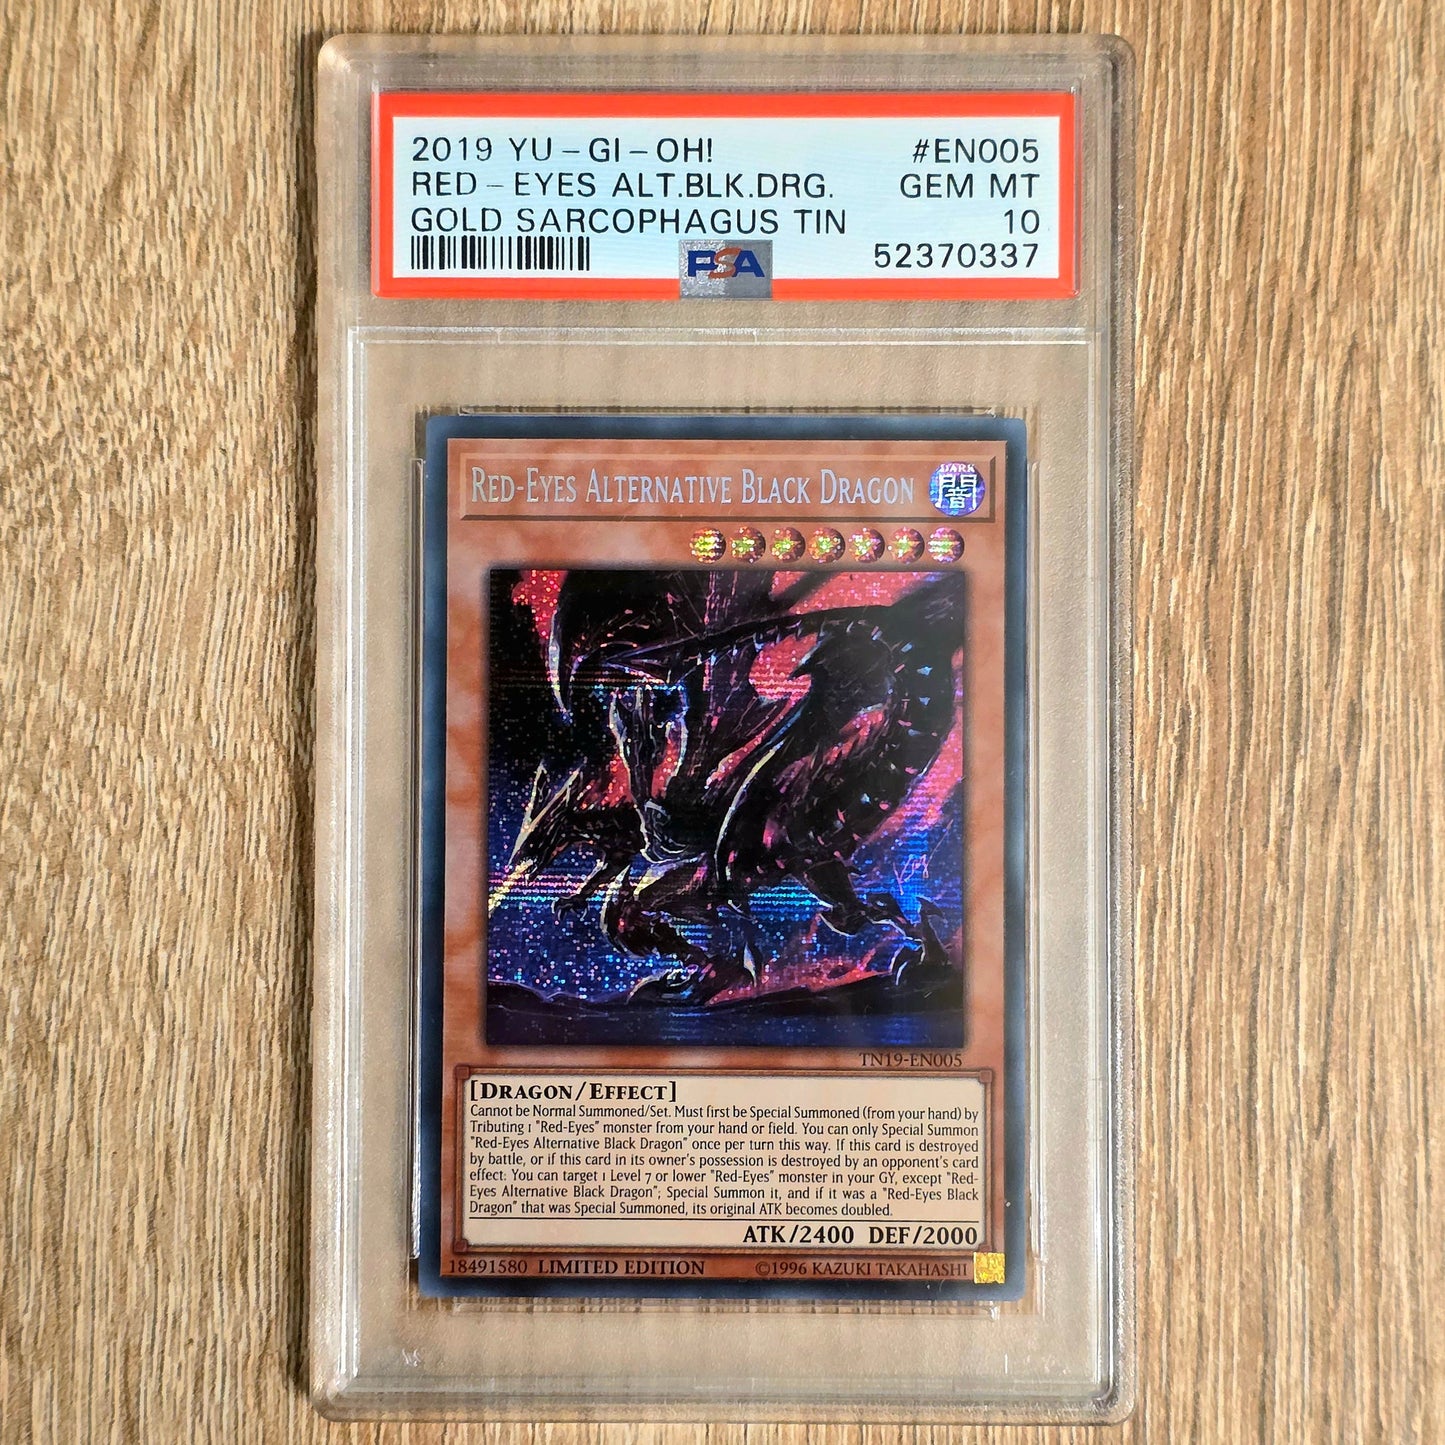 2019 YU-GI-OH! #EN005
RED-EYES ALT.BLK.DRG. GEM MT
GOLD SARCOPHAGUS TIN 10
PSA 52370337
RED-EYES ALTERNATIVE BLACK DRAGON
DARK
闇
TN19-EN005
[DRAGON/EFFECT]
Cannot be Normal Summoned/Set. Must first be Special Summoned (from your hand) by
Tributing 1 "Red-Eyes" monster from your hand or field. You can only Special Summon
"Red-Eyes Alternative Black Dragon" once per turn this way. If this card is destroyed
by battle, or if this card in its owner's possession is destroyed by an opponent's card
effect: You can target 1 Level 7 or lower "Red-Eyes" monster in your GY, except "Red-
Eyes Alternative Black Dragon"; Special Summon it, and if it was a "Red-Eyes Black
Dragon" that was Special Summoned, its original ATK becomes doubled.
ATK/2400 DEF/2000
18491580 LIMITED EDITION ©1996 KAZUKI TAKAHASHI